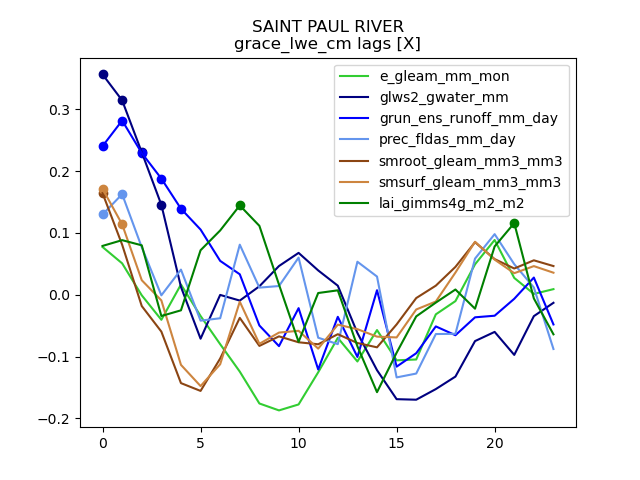 SAINT PAUL RIVER
grace_lwe_cm lags [X]
e_gleam_mm_mon
glws2_gwater_mm
grun_ens_runoff_mm_day
prec_fldas_mm_day
smroot_gleam_mm3_mm3
smsurf_gleam_mm3_mm3
lai_gimms4g_m2_m2
0.3
0.2
0.1
0.0
−0.1
−0.2
0 5 10 15 20